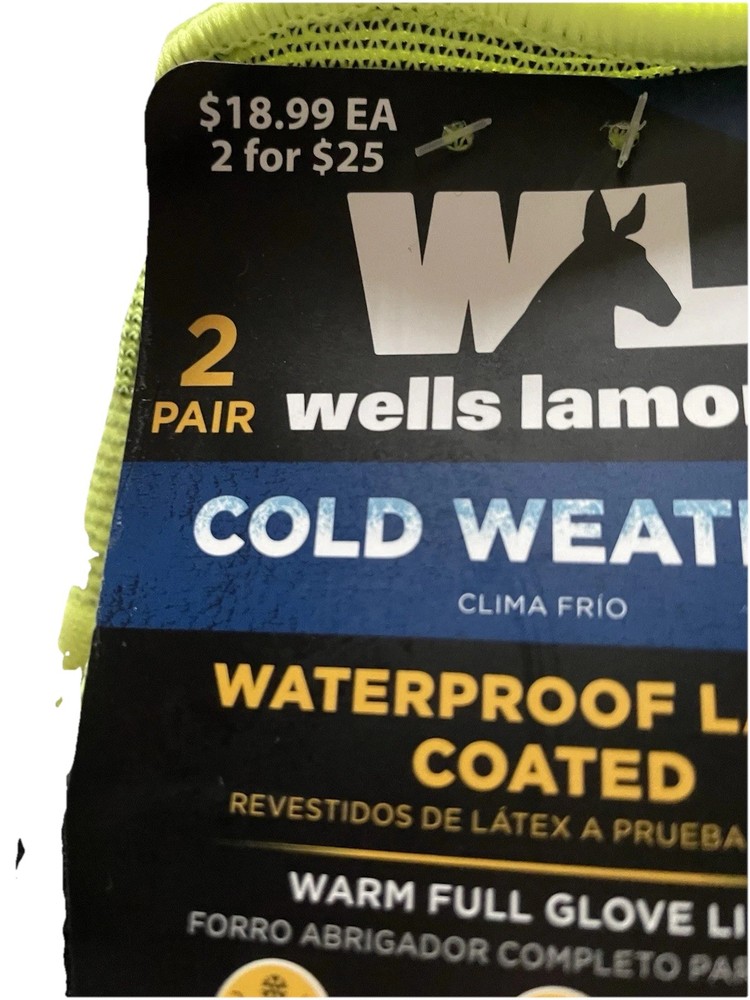 $18.99 EA
2 for $25
WL
2
PAIR
wells lamo
COLD WEAT
CLIMA FRÍO
WATERPROOF L
COATED
REVESTIDOS DE LÁTEX A PRUEBA
WARM FULL GLOVE LI
FORRO ABRIGADOR COMPLETO PA